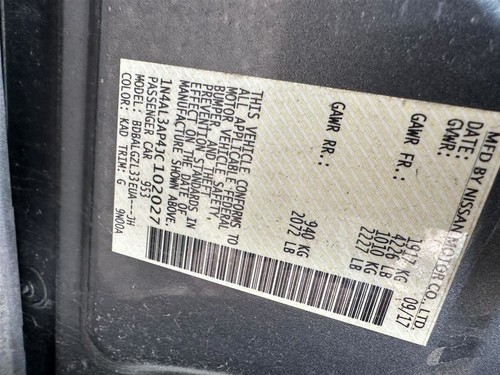 MFD BY NISSAN MOTOR CO., LTD.
DATE: 09/17
GVWR: 1917 KG
4226 LB
GAWR FR: 1010 KG
2227 LB
GAWR RR: 940 KG
2072 LB
THIS VEHICLE CONFORMS TO
ALL APPLICABLE FEDERAL
MOTOR VEHICLE SAFETY,
BUMPER, AND THEFT
PREVENTION STANDARDS IN
EFFECT ON THE DATE OF
MANUFACTURE SHOWN ABOVE.
1N4AL3AP4JC102027
PASSENGER CAR 953
MODEL: BDBALGZL33EUA---JH
COLOR: KAD TRIM: G 9N00A